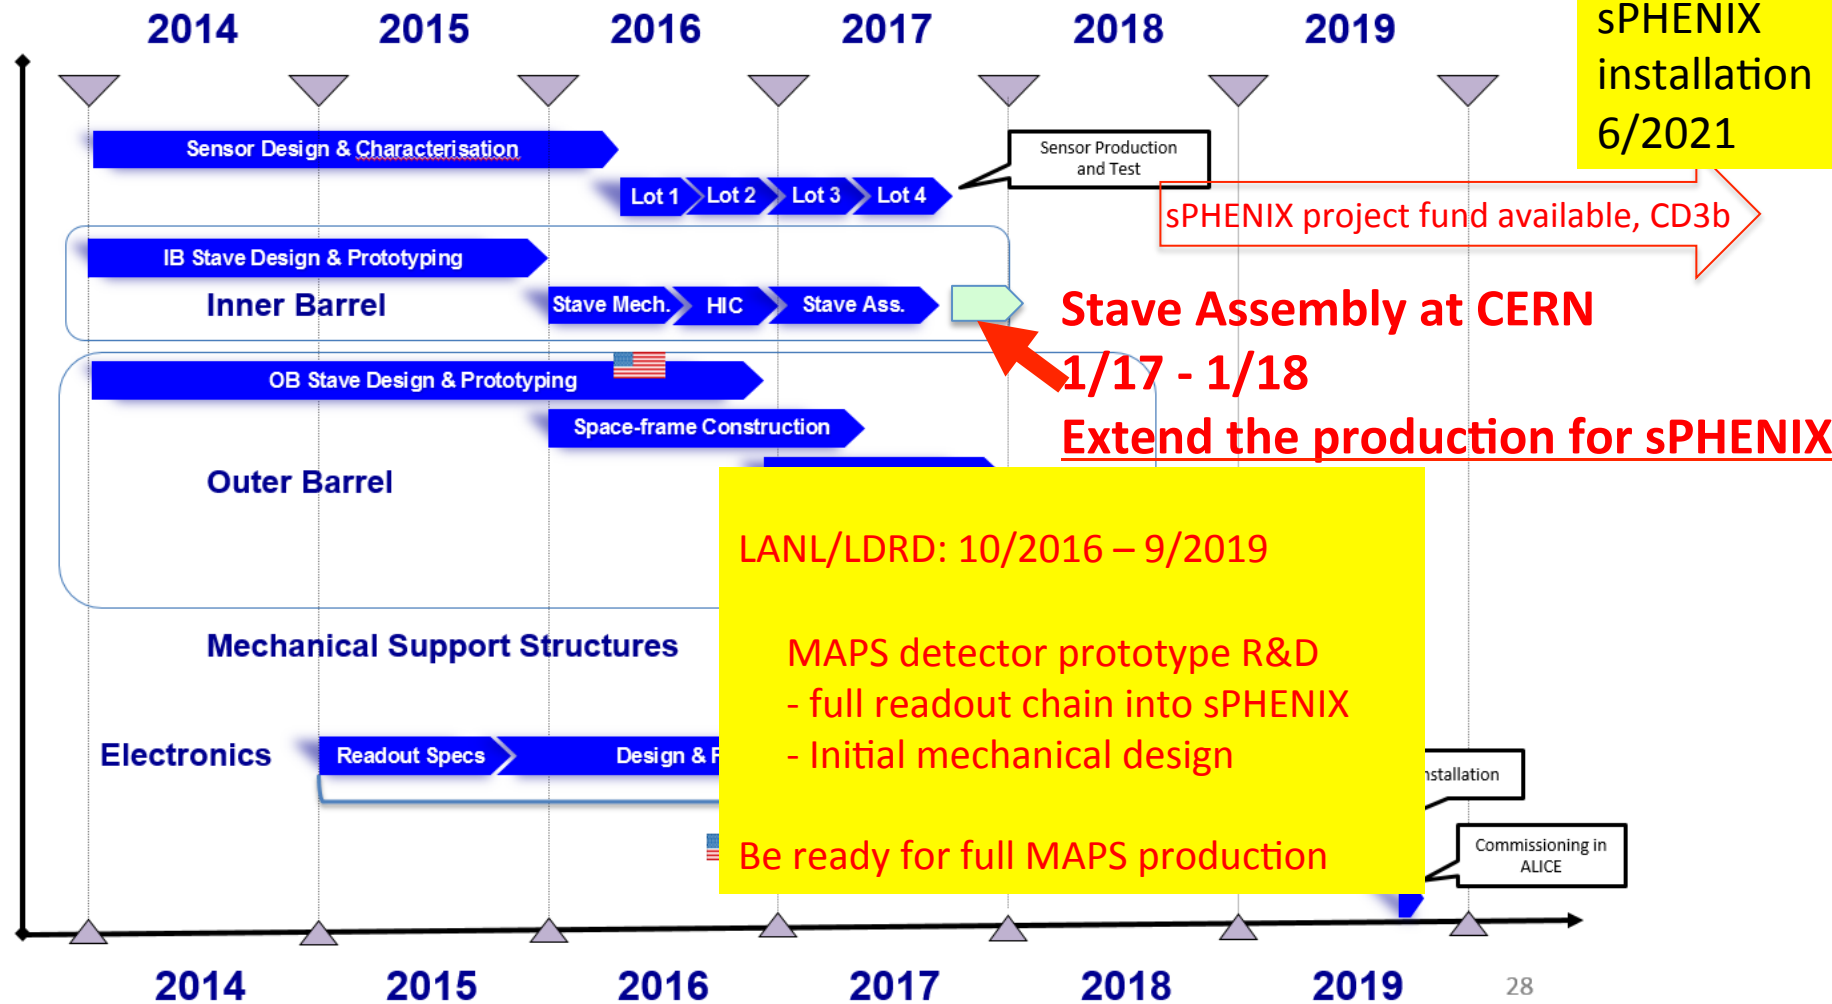 2014 2015 2016 2017 2018 2019
sPHENIX
installation
6/2021
Sensor Design & Characterisation
Sensor Production
and Test
Lot 1 Lot 2 Lot 3 Lot 4
sPHENIX project fund available, CD3b
IB Stave Design & Prototyping
Inner Barrel
Stave Mech. HIC Stave Ass.
Stave Assembly at CERN
1/17 - 1/18
Extend the production for sPHENIX
OB Stave Design & Prototyping
Space-frame Construction
Outer Barrel
LANL/LDRD: 10/2016 – 9/2019
MAPS detector prototype R&D
- full readout chain into sPHENIX
- Initial mechanical design
Be ready for full MAPS production
Mechanical Support Structures
Electronics
Readout Specs
Design &
Commissioning in
ALICE
2014 2015 2016 2017 2018 2019
28